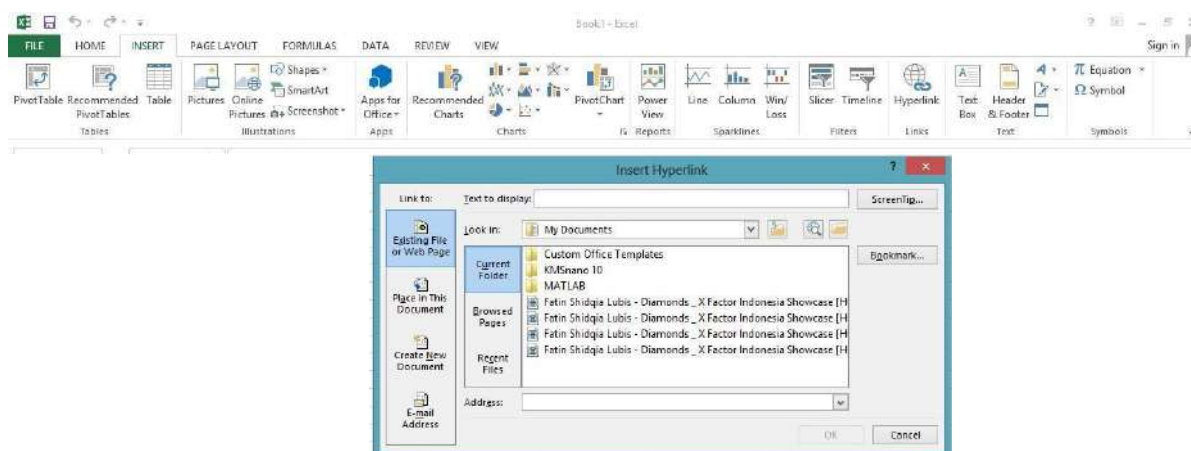 Book1 - Excel
FILE HOME INSERT PAGE LAYOUT FORMULAS DATA REVIEW VIEW Sign in
PivotTable Recommended PivotTables Table
Tables
Pictures Online Pictures Shapes SmartArt Screenshot
Illustrations
Apps for Office
Apps
Recommended Charts PivotChart
Charts
Power View
Reports
Line Column Win/Loss
Sparklines
Slicer Timeline
Filters
Hyperlink
Links
Text Box Header & Footer
Text
Equation
Symbol
Symbols
Insert Hyperlink
?
Link to:
Text to display:
ScreenTip...
Existing File or Web Page
Look in:
My Documents
Bookmark...
Place in This Document
Create New Document
E-mail Address
Current Folder
Browsed Pages
Recent Files
Custom Office Templates
KMSnano 10
MATLAB
Fatin Shidqia Lubis - Diamonds _ X Factor Indonesia Showcase [H
Fatin Shidqia Lubis - Diamonds _ X Factor Indonesia Showcase [H
Fatin Shidqia Lubis - Diamonds _ X Factor Indonesia Showcase [H
Fatin Shidqia Lubis - Diamonds _ X Factor Indonesia Showcase [H
Address:
OK
Cancel